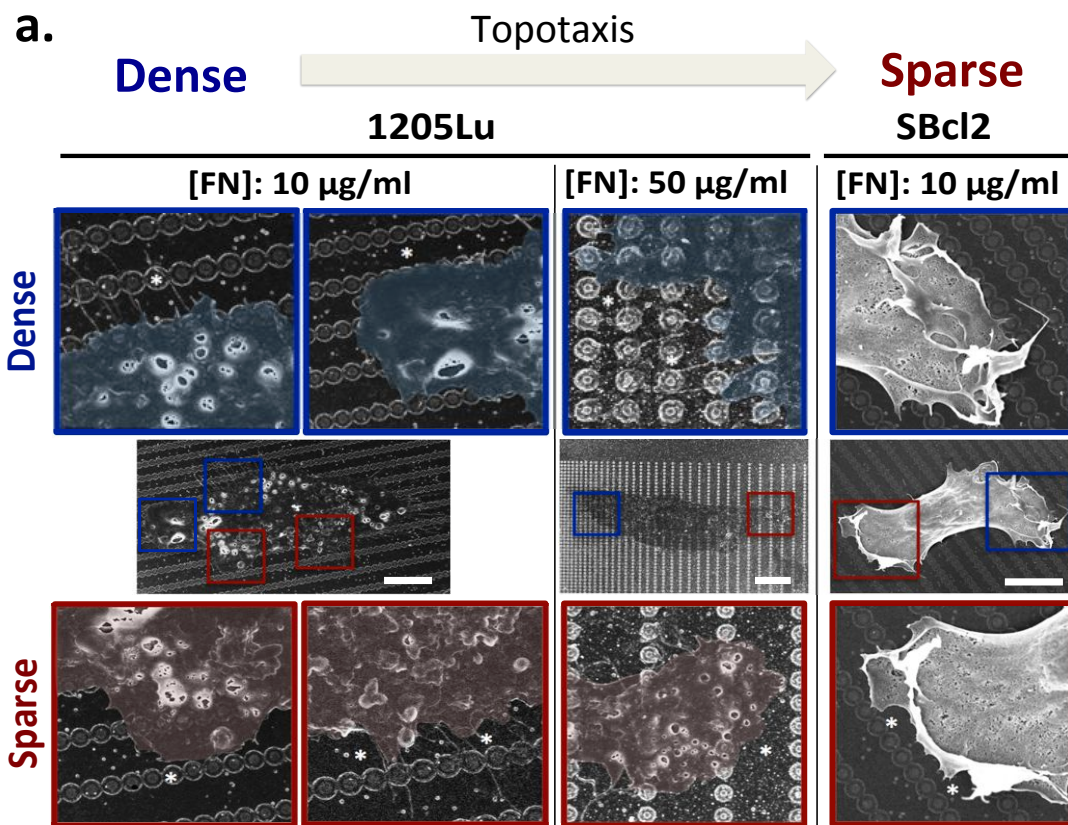 a.
Topotaxis
Dense
Sparse
1205Lu
SBcl2
[FN]: 10 µg/ml
[FN]: 50 µg/ml
[FN]: 10 µg/ml
Dense
*
*
*
*
Sparse
*
*
*
*
*
*